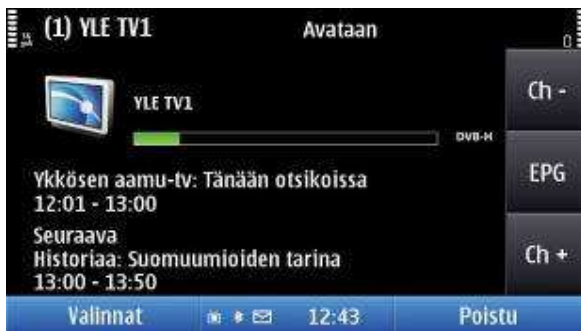 (1) YLE TV1
Avataan
0
YLE TV1
DVB-H
Ykkösen aamu-tv: Tänään otsikoissa
12:01 - 13:00
Seuraava
Historiaa: Suomuumioiden tarina
13:00 - 13:50
Ch -
EPG
Ch +
Valinnat
12:43
Poistu